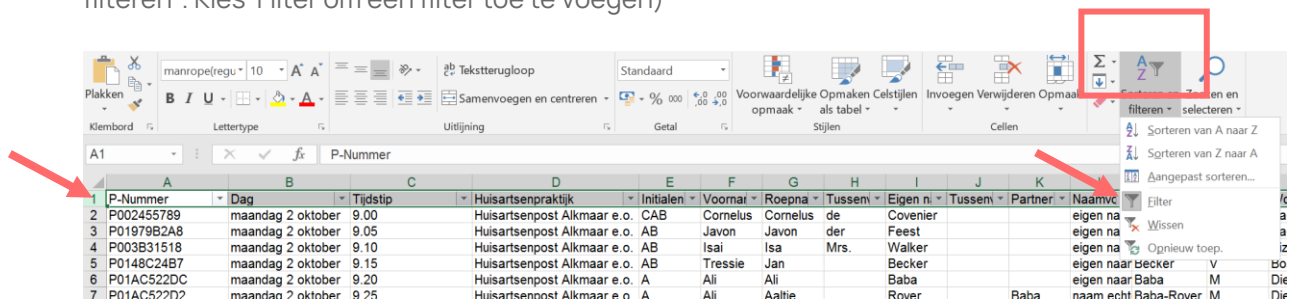 filteren". Kies 'Filter' om een filter toe te voegen)
manrope(regu 10 A A
ab Tekstterugloop
Standaard
Plakken
B I U A
Samenvoegen en centreren
% 000
Voorwaardelijke Opmaken Celstijlen
opmaak als tabel
Invoegen Verwijderen Opmaak
Sorteren en Zoeken en
filteren selecteren
Klembord Lettertype Uitlijning Getal Stijlen Cellen
Sorteren van A naar Z
Sorteren van Z naar A
Aangepast sorteren...
Filter
Wissen
Opnieuw toep.
A1 fx P-Nummer
A B C D E F G H I J K
1 P-Nummer Dag Tijdstip Huisartsenpraktijk Initialen Voornar Roepna Tussenv Eigen n Tussenv Partner Naamvo
2 P002455789 maandag 2 oktober 9.00 Huisartsenpost Alkmaar e.o. CAB Cornelus Cornelus de Covenier eigen na
3 P01979B2A8 maandag 2 oktober 9.05 Huisartsenpost Alkmaar e.o. AB Javon Javon der Feest eigen na
4 P003B31518 maandag 2 oktober 9.10 Huisartsenpost Alkmaar e.o. AB Isai Isa Mrs. Walker eigen na
5 P0148C24B7 maandag 2 oktober 9.15 Huisartsenpost Alkmaar e.o. AB Tressie Jan Becker eigen naar Becker V Bo
6 P01AC522DC maandag 2 oktober 9.20 Huisartsenpost Alkmaar e.o. A Ali Ali Baba eigen naar Baba M Die
7 P01AC522D2 maandag 2 oktober 9.25 Huisartsenpost Alkmaar e.o. A Ali Aaltje Rover Baba naam echt Baba-Rover V Die